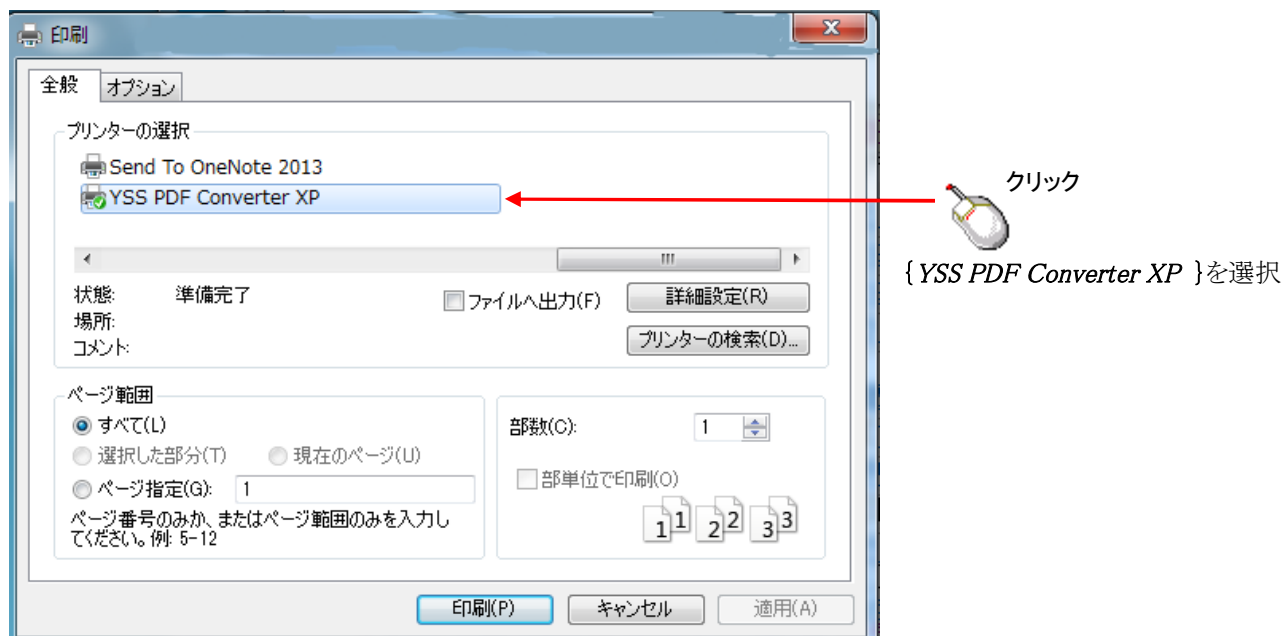 印刷
全般 オプション
プリンターの選択
Send To OneNote 2013
YSS PDF Converter XP
クリック
{YSS PDF Converter XP }を選択
状態: 準備完了
場所:
コメント:
ファイルへ出力(F)
詳細設定(R)
プリンターの検索(D)...
ページ範囲
すべて(L)
選択した部分(T) 現在のページ(U)
ページ指定(G): 1
ページ番号のみか、またはページ範囲のみを入力し
てください。例: 5-12
部数(C): 1
部単位で印刷(O)
1 1 2 2 3 3
印刷(P) キャンセル 適用(A)